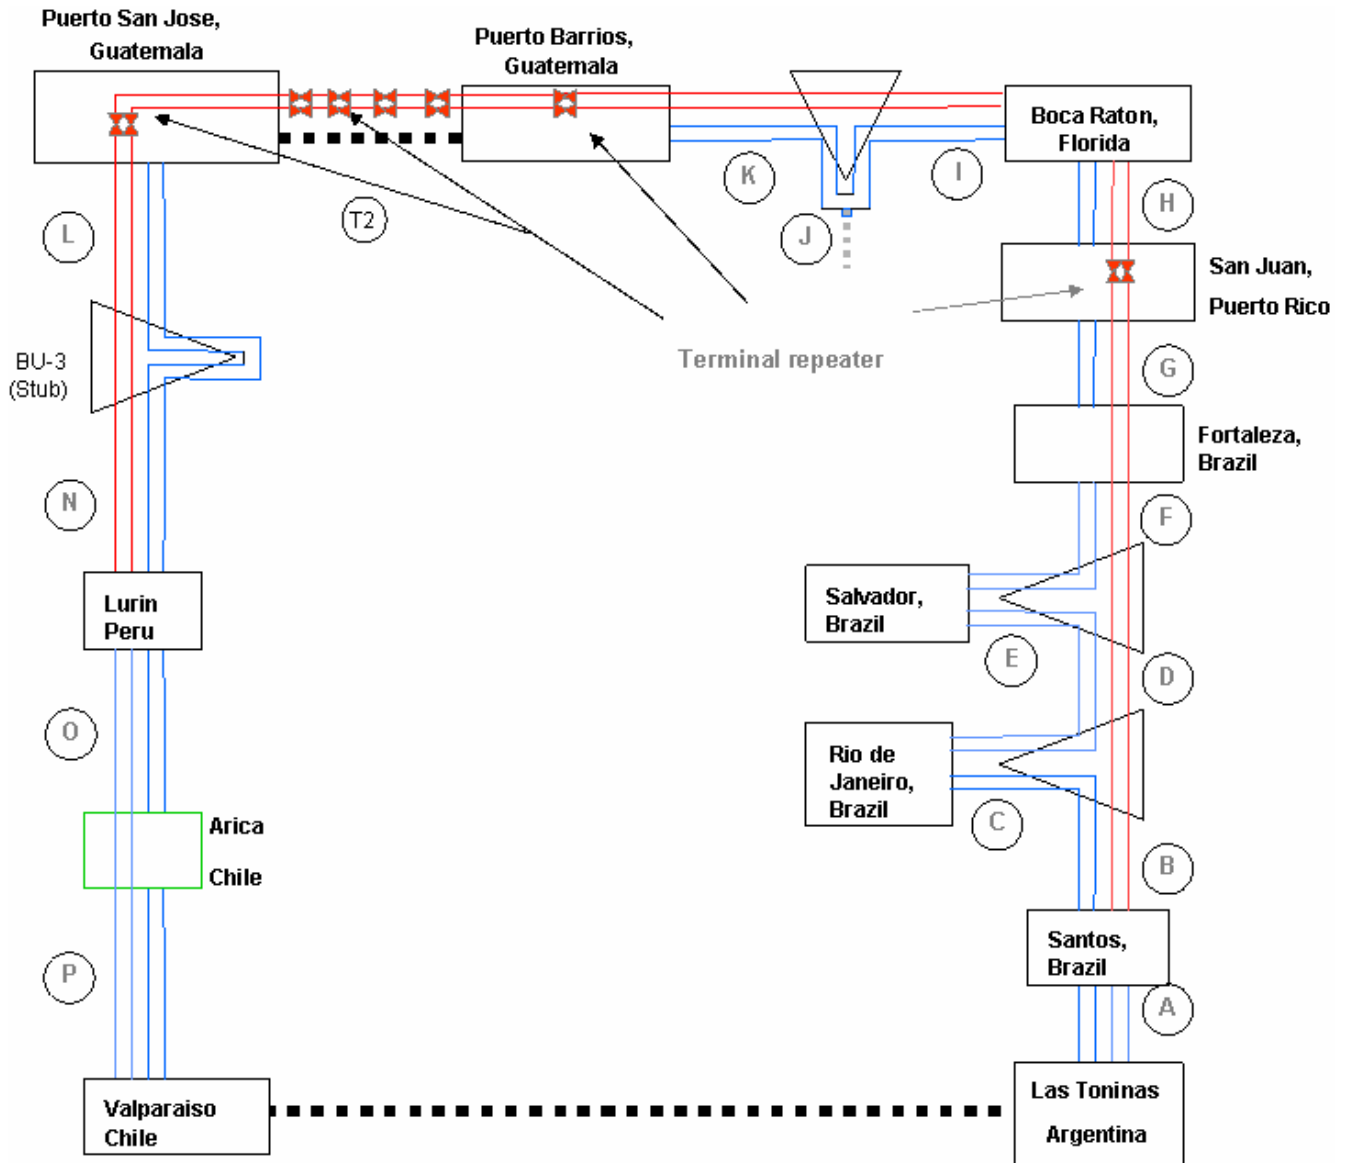 Puerto San Jose,
Guatemala
Puerto Barrios,
Guatemala
Boca Raton,
Florida
K
I
H
L
T2
J
San Juan,
Puerto Rico
Terminal repeater
BU-3
(Stub)
G
Fortaleza,
Brazil
N
F
Lurin
Peru
Salvador,
Brazil
E
D
O
Rio de
Janeiro,
Brazil
C
Arica
Chile
B
Santos,
Brazil
P
A
Las Toninas
Argentina
Valparaiso
Chile